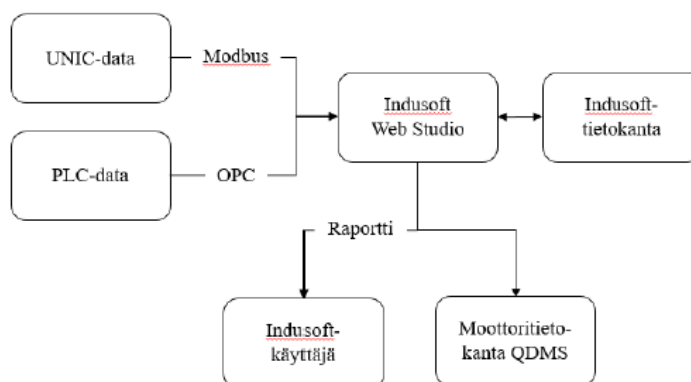 UNIC-data
Modbus
Indusoft
Web Studio
Indusoft-
tietokanta
PLC-data
OPC
Raportti
Indusoft-
käyttäjä
Moottoritieto-
kanta QDMS